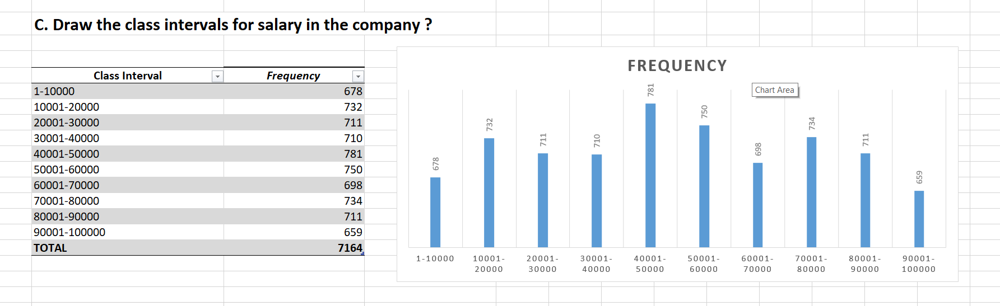 C. Draw the class intervals for salary in the company ?
Class Interval Frequency
1-10000 678
10001-20000 732
20001-30000 711
30001-40000 710
40001-50000 781
50001-60000 750
60001-70000 698
70001-80000 734
80001-90000 711
90001-100000 659
TOTAL 7164
FREQUENCY
Chart Area
678 732 711 710 781 750 698 734 711 659
1-10000 10001- 20001- 30001- 40001- 50001- 60001- 70001- 80001- 90001-
20000 30000 40000 50000 60000 70000 80000 90000 100000